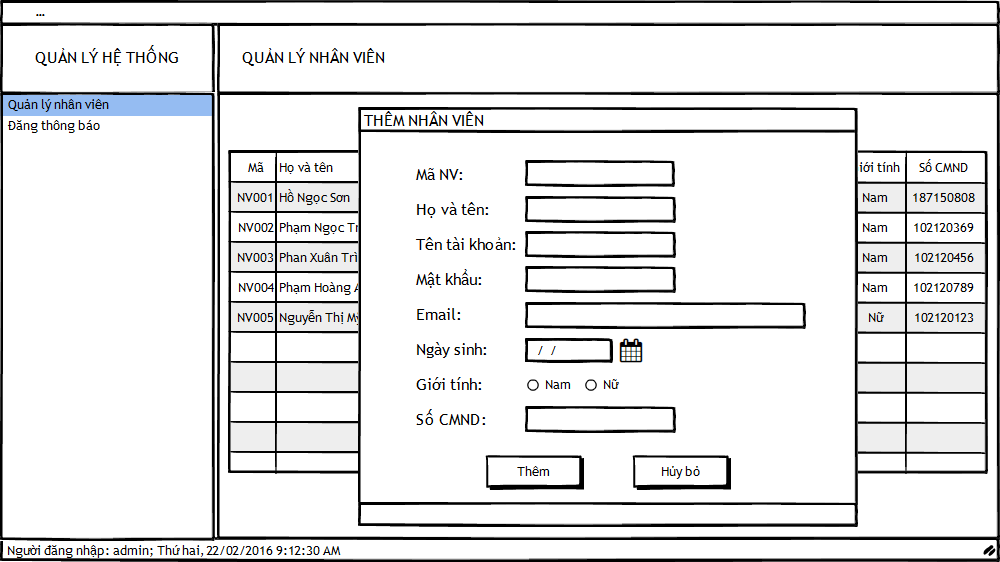 ...
QUẢN LÝ HỆ THỐNG
QUẢN LÝ NHÂN VIÊN
Quản lý nhân viên
Đăng thông báo
THÊM NHÂN VIÊN
Mã NV:
Họ và tên:
Tên tài khoản:
Mật khẩu:
Email:
Ngày sinh: / /
Giới tính: Nam Nữ
Số CMND:
Thêm Hủy bỏ
Mã Họ và tên iới tính Số CMND
NV001 Hồ Ngọc Sơn Nam 187150808
NV002 Phạm Ngọc Tr Nam 102120369
NV003 Phan Xuân Trì Nam 102120456
NV004 Phạm Hoàng A Nam 102120789
NV005 Nguyễn Thị Mỹ Nữ 102120123
Người đăng nhập: admin; Thứ hai, 22/02/2016 9:12:30 AM